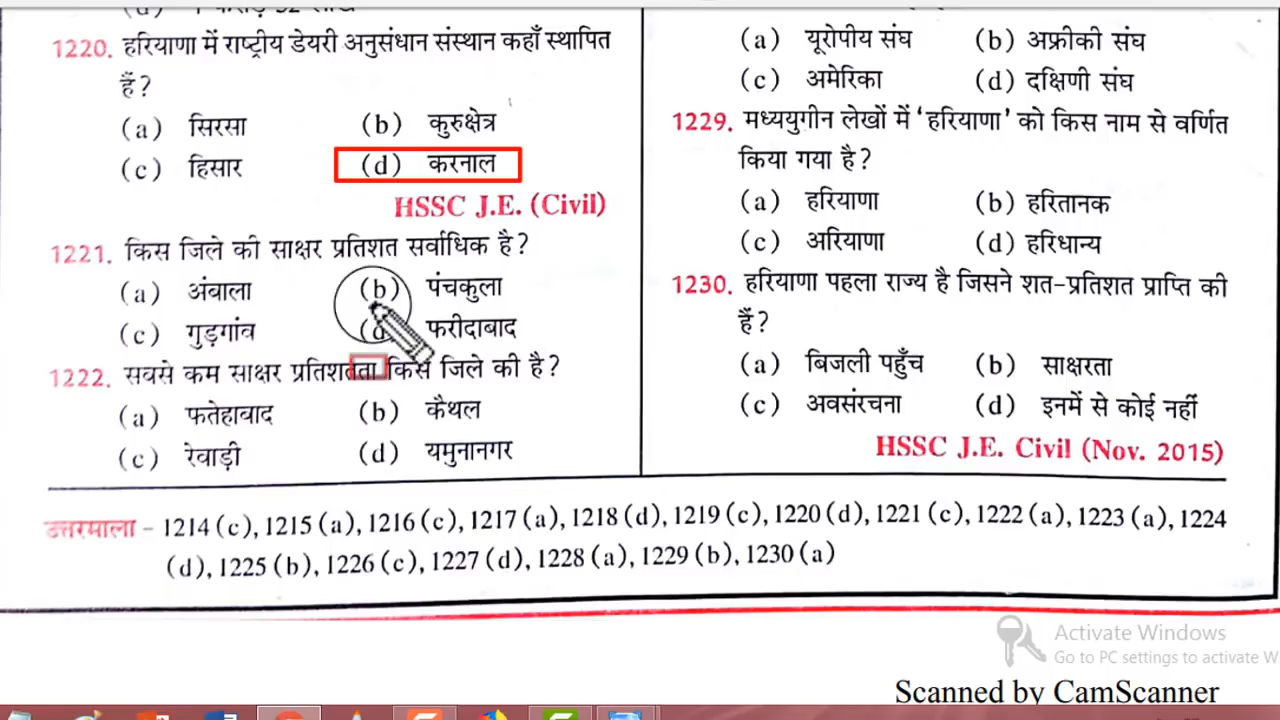 1220. हरियाणा में राष्ट्रीय डेयरी अनुसंधान संस्थान कहाँ स्थापित
हैं?
(a) सिरसा (b) कुरुक्षेत्र
(c) हिसार (d) करनाल
HSSC J.E. (Civil)
1221. किस जिले की साक्षर प्रतिशत सर्वाधिक है?
(a) अंबाला (b) पंचकुला
(c) गुड़गांव (d) फरीदाबाद
1222. सबसे कम साक्षर प्रतिशतता किस जिले की है?
(a) फतेहाबाद (b) कैथल
(c) रेवाड़ी (d) यमुनानगर
(a) यूरोपीय संघ (b) अफ्रीकी संघ
(c) अमेरिका (d) दक्षिणी संघ
1229. मध्ययुगीन लेखों में 'हरियाणा' को किस नाम से वर्णित
किया गया है?
(a) हरियाणा (b) हरितानक
(c) अरियाणा (d) हरिधान्य
1230. हरियाणा पहला राज्य है जिसने शत-प्रतिशत प्राप्ति की
हैं?
(a) बिजली पहुँच (b) साक्षरता
(c) अवसंरचना (d) इनमें से कोई नहीं
HSSC J.E. Civil (Nov. 2015)
उत्तरमाला – 1214 (c), 1215 (a), 1216 (c), 1217 (a), 1218 (d), 1219 (c), 1220 (d), 1221 (c), 1222 (a), 1223 (a), 1224
(d), 1225 (b), 1226 (c), 1227 (d), 1228 (a), 1229 (b), 1230 (a)
Activate Windows
Go to PC settings to activate W
Scanned by CamScanner